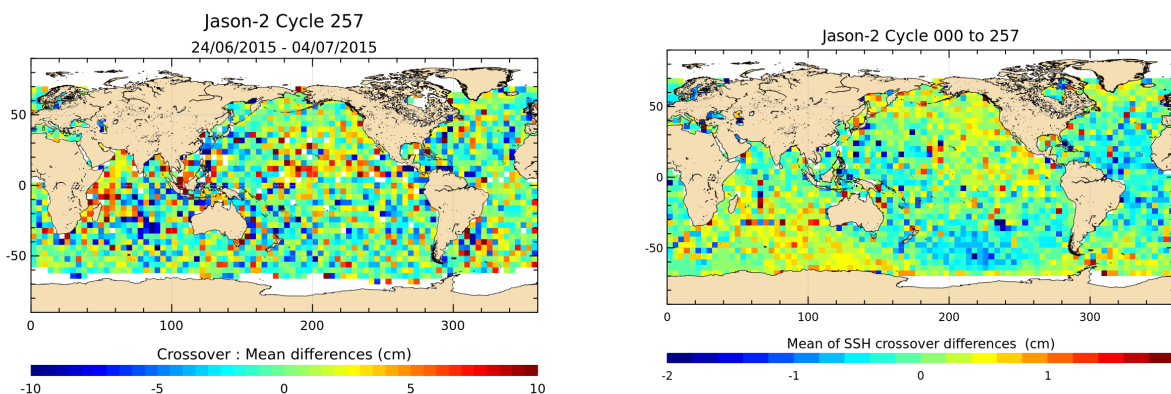 Jason-2 Cycle 257
24/06/2015 - 04/07/2015
50
0
-50
0 100 200 300
Crossover : Mean differences (cm)
-10 -5 0 5 10
Jason-2 Cycle 000 to 257
50
0
-50
0 100 200 300
Mean of SSH crossover differences (cm)
-2 -1 0 1